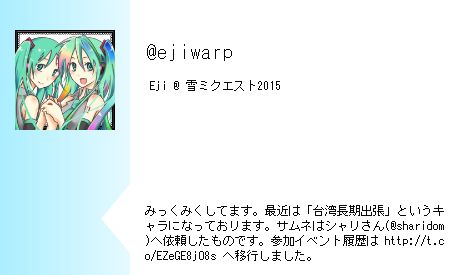 @ejiwarp
Eji @ 雪ミクエスト2015
みっくみくしてます。最近は「台湾長期出張」というキ
ャラになっております。サムネはシャリさん(@sharidom
)へ依頼したものです。参加イベント履歴は http://t.c
o/EZeGE8jO8s へ移行しました。